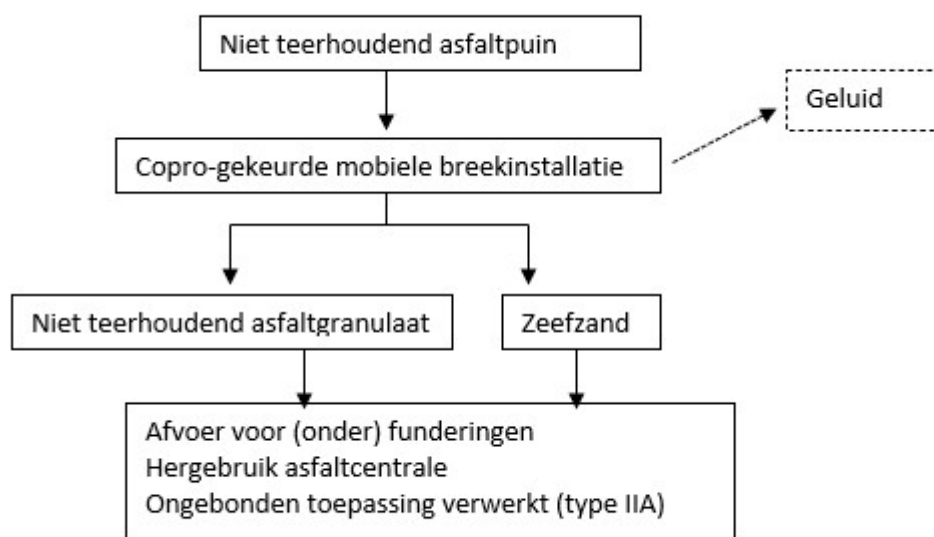 Niet teerhoudend asfaltpuin
Geluid
Copro-gekeurde mobiele breekinstallatie
Niet teerhoudend asfaltgranulaat
Zeefzand
Afvoer voor (onder) funderingen
Hergebruik asfaltcentrale
Ongebonden toepassing verwerkt (type IIA)